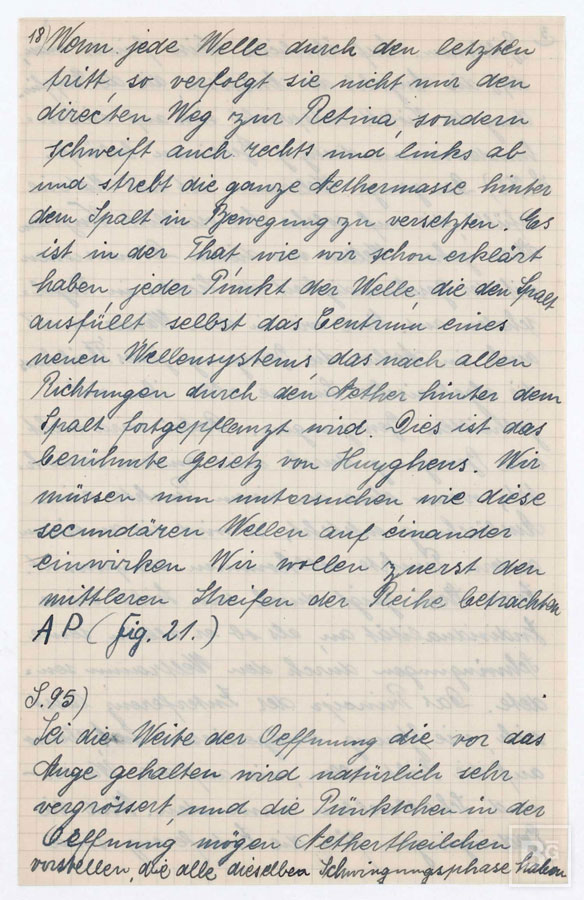 18) Wenn jede Welle durch den letzten
tritt, so verfolgt sie nicht nur den
directen Weg zur Retina, sondern
schweift auch rechts und links ab
und strebt die ganze Aethermasse hinter
dem Spalt in Bewegung zu versetzten. Es
ist in der That wie wir schon erklärt
haben, jeder Punkt der Welle, die den Spalt
ausfüllt selbst das Centrum eines
neuen Wellensystems, das nach allen
Richtungen durch den Aether hinter dem
Spalt fortgepflanzt wird. Dies ist das
berühmte Gesetz von Huyghens. Wir
müssen nun untersuchen wie diese
secundären Wellen auf einander
einwirken Wir wollen zuerst den
mittleren Streifen der Reihe betrachten
AP (fig. 21.)
S. 95)
Sei die Weite der Oeffnung die vor das
Auge gehalten wird natürlich sehr
vergrössert, und die Pünktchen in der
Oeffnung mögen Aethertheilchen
vorstellen, die alle dieselben Schwingungsphase haben